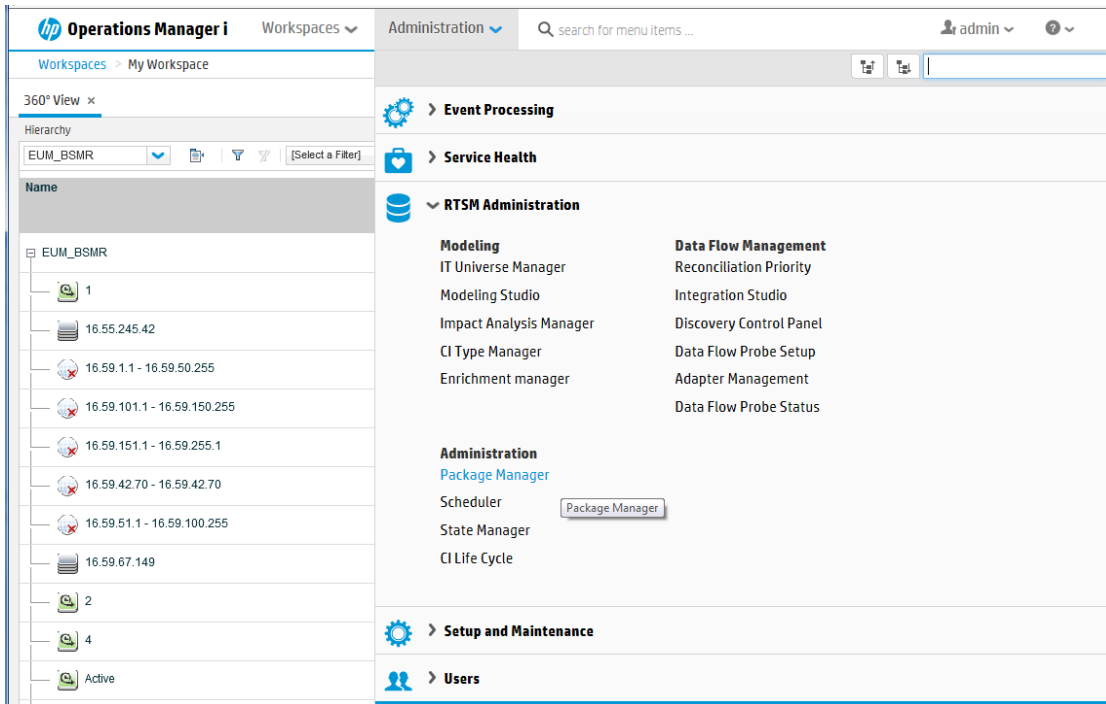 hp Operations Manager i Workspaces Administration search for menu items ... admin ?
Workspaces > My Workspace
360° View ×
Hierarchy
EUM_BSMR [Select a Filter]
Name
EUM_BSMR
1
16.55.245.42
16.59.1.1 - 16.59.50.255
16.59.101.1 - 16.59.150.255
16.59.151.1 - 16.59.255.1
16.59.42.70 - 16.59.42.70
16.59.51.1 - 16.59.100.255
16.59.67.149
2
4
Active
Event Processing
Service Health
RTSM Administration
Modeling
IT Universe Manager
Modeling Studio
Impact Analysis Manager
CI Type Manager
Enrichment manager
Data Flow Management
Reconciliation Priority
Integration Studio
Discovery Control Panel
Data Flow Probe Setup
Adapter Management
Data Flow Probe Status
Administration
Package Manager
Scheduler
Package Manager
State Manager
CI Life Cycle
Setup and Maintenance
Users